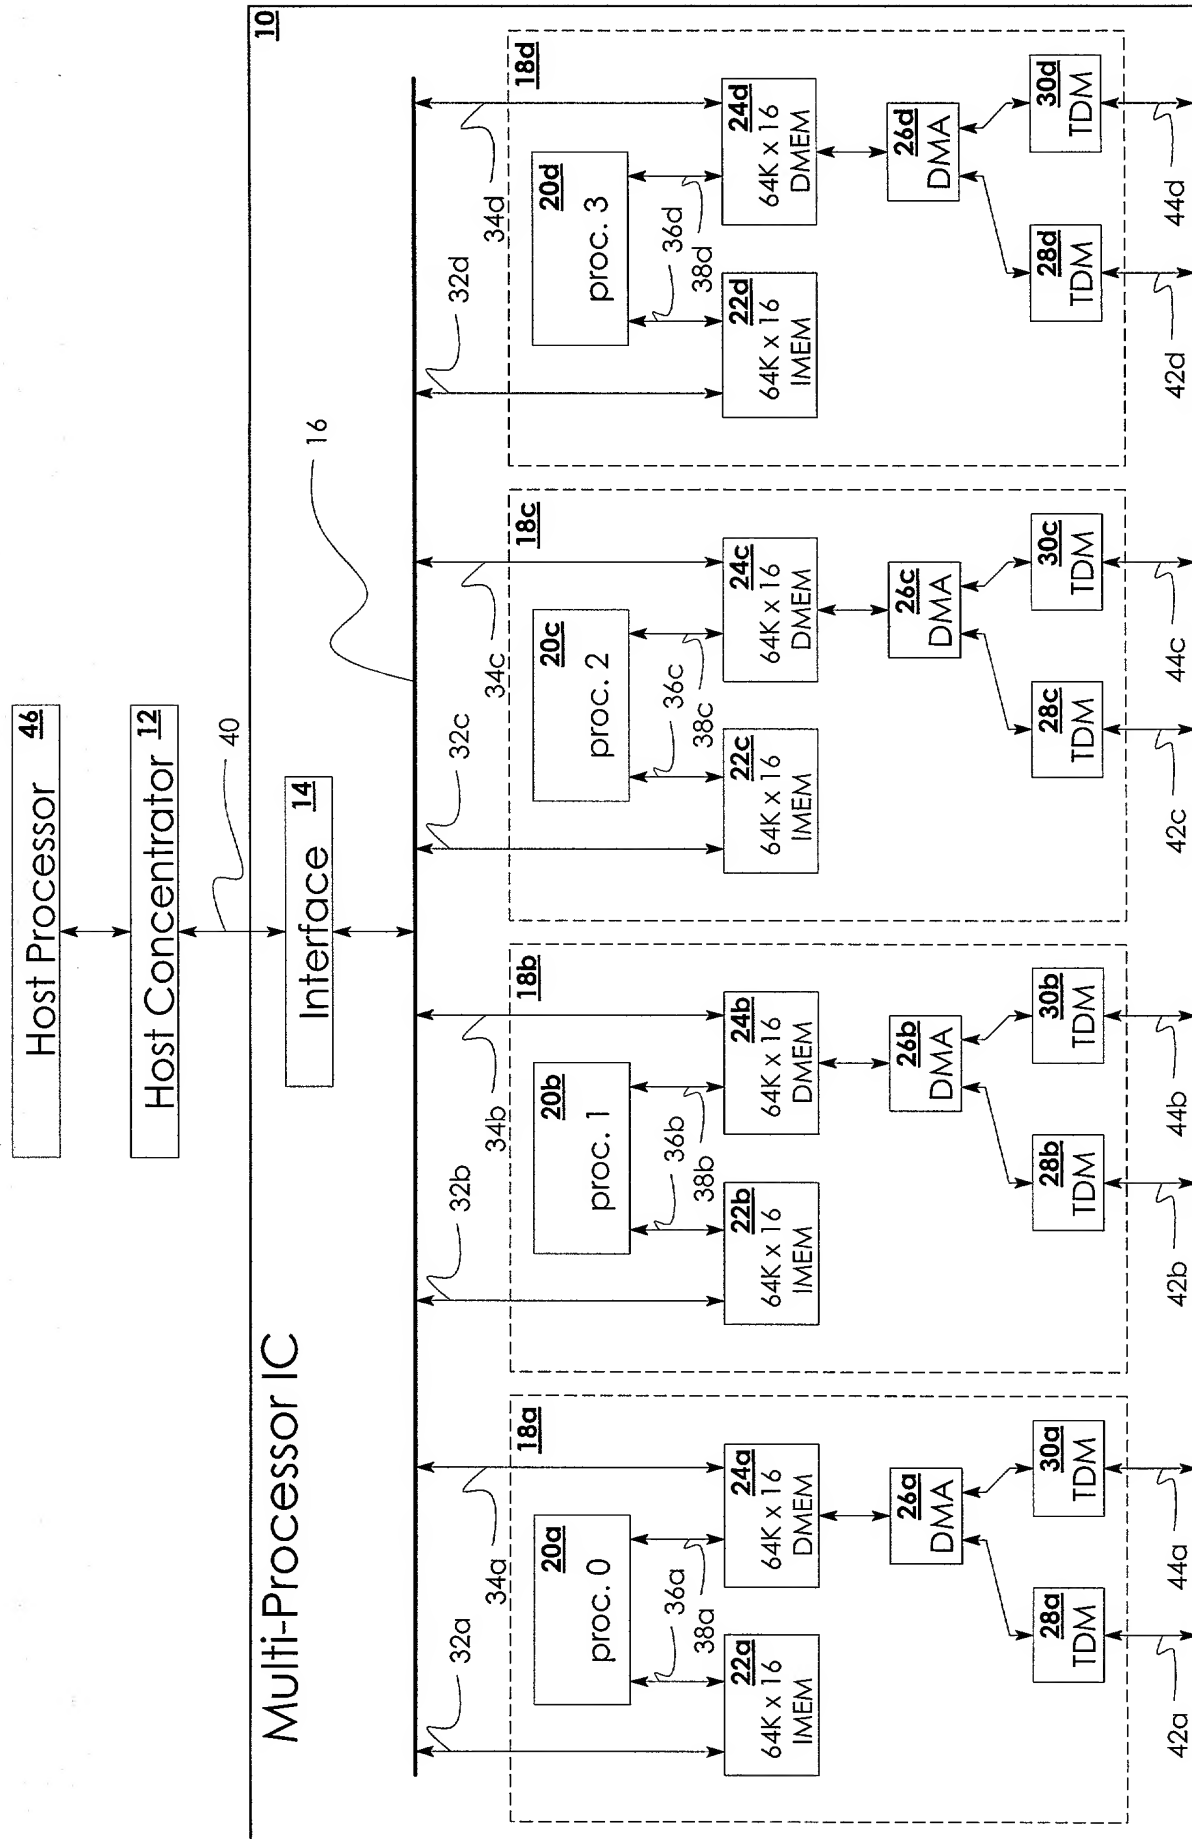 Host Processor 46
Host Concentrator 12
40
10
Multi-Processor IC
Interface 14
16
32a
34a
32b
34b
32c
34c
32d
34d
18a
20a
proc. 0
36a
38a
22a
64K x 16
IMEM
24a
64K x 16
DMEM
26a
DMA
28a
TDM
30a
TDM
42a
44a
18b
20b
proc. 1
36b
38b
22b
64K x 16
IMEM
24b
64K x 16
DMEM
26b
DMA
28b
TDM
30b
TDM
42b
44b
18c
20c
proc. 2
36c
38c
22c
64K x 16
IMEM
24c
64K x 16
DMEM
26c
DMA
28c
TDM
30c
TDM
42c
44c
18d
20d
proc. 3
36d
38d
22d
64K x 16
IMEM
24d
64K x 16
DMEM
26d
DMA
28d
TDM
30d
TDM
42d
44d